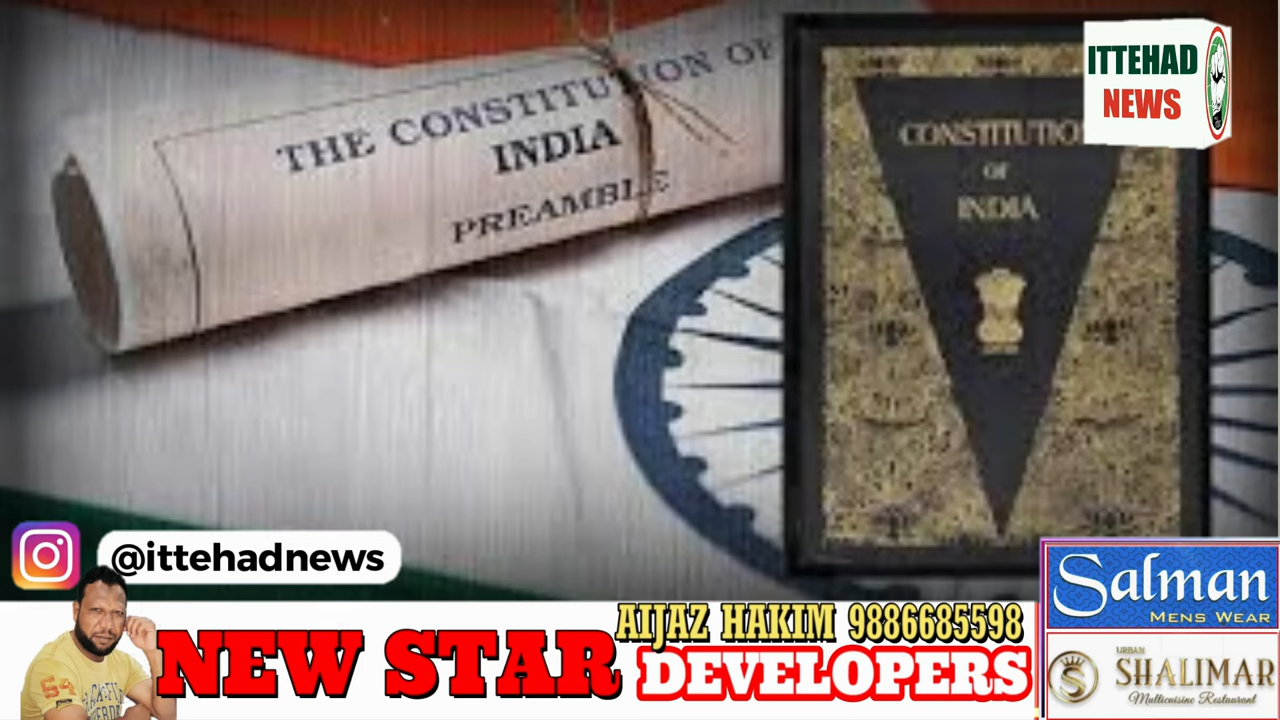 THE CONSTITUTION OF
INDIA
PREAMBLE
CONSTITUTION
OF
INDIA
ITTEHAD
NEWS
@ittehadnews
AIJAZ HAKIM 9886685598
NEW STAR
DEVELOPERS
Salman
MENS WEAR
URBAN
SHALIMAR
Multicuisine Restaurant